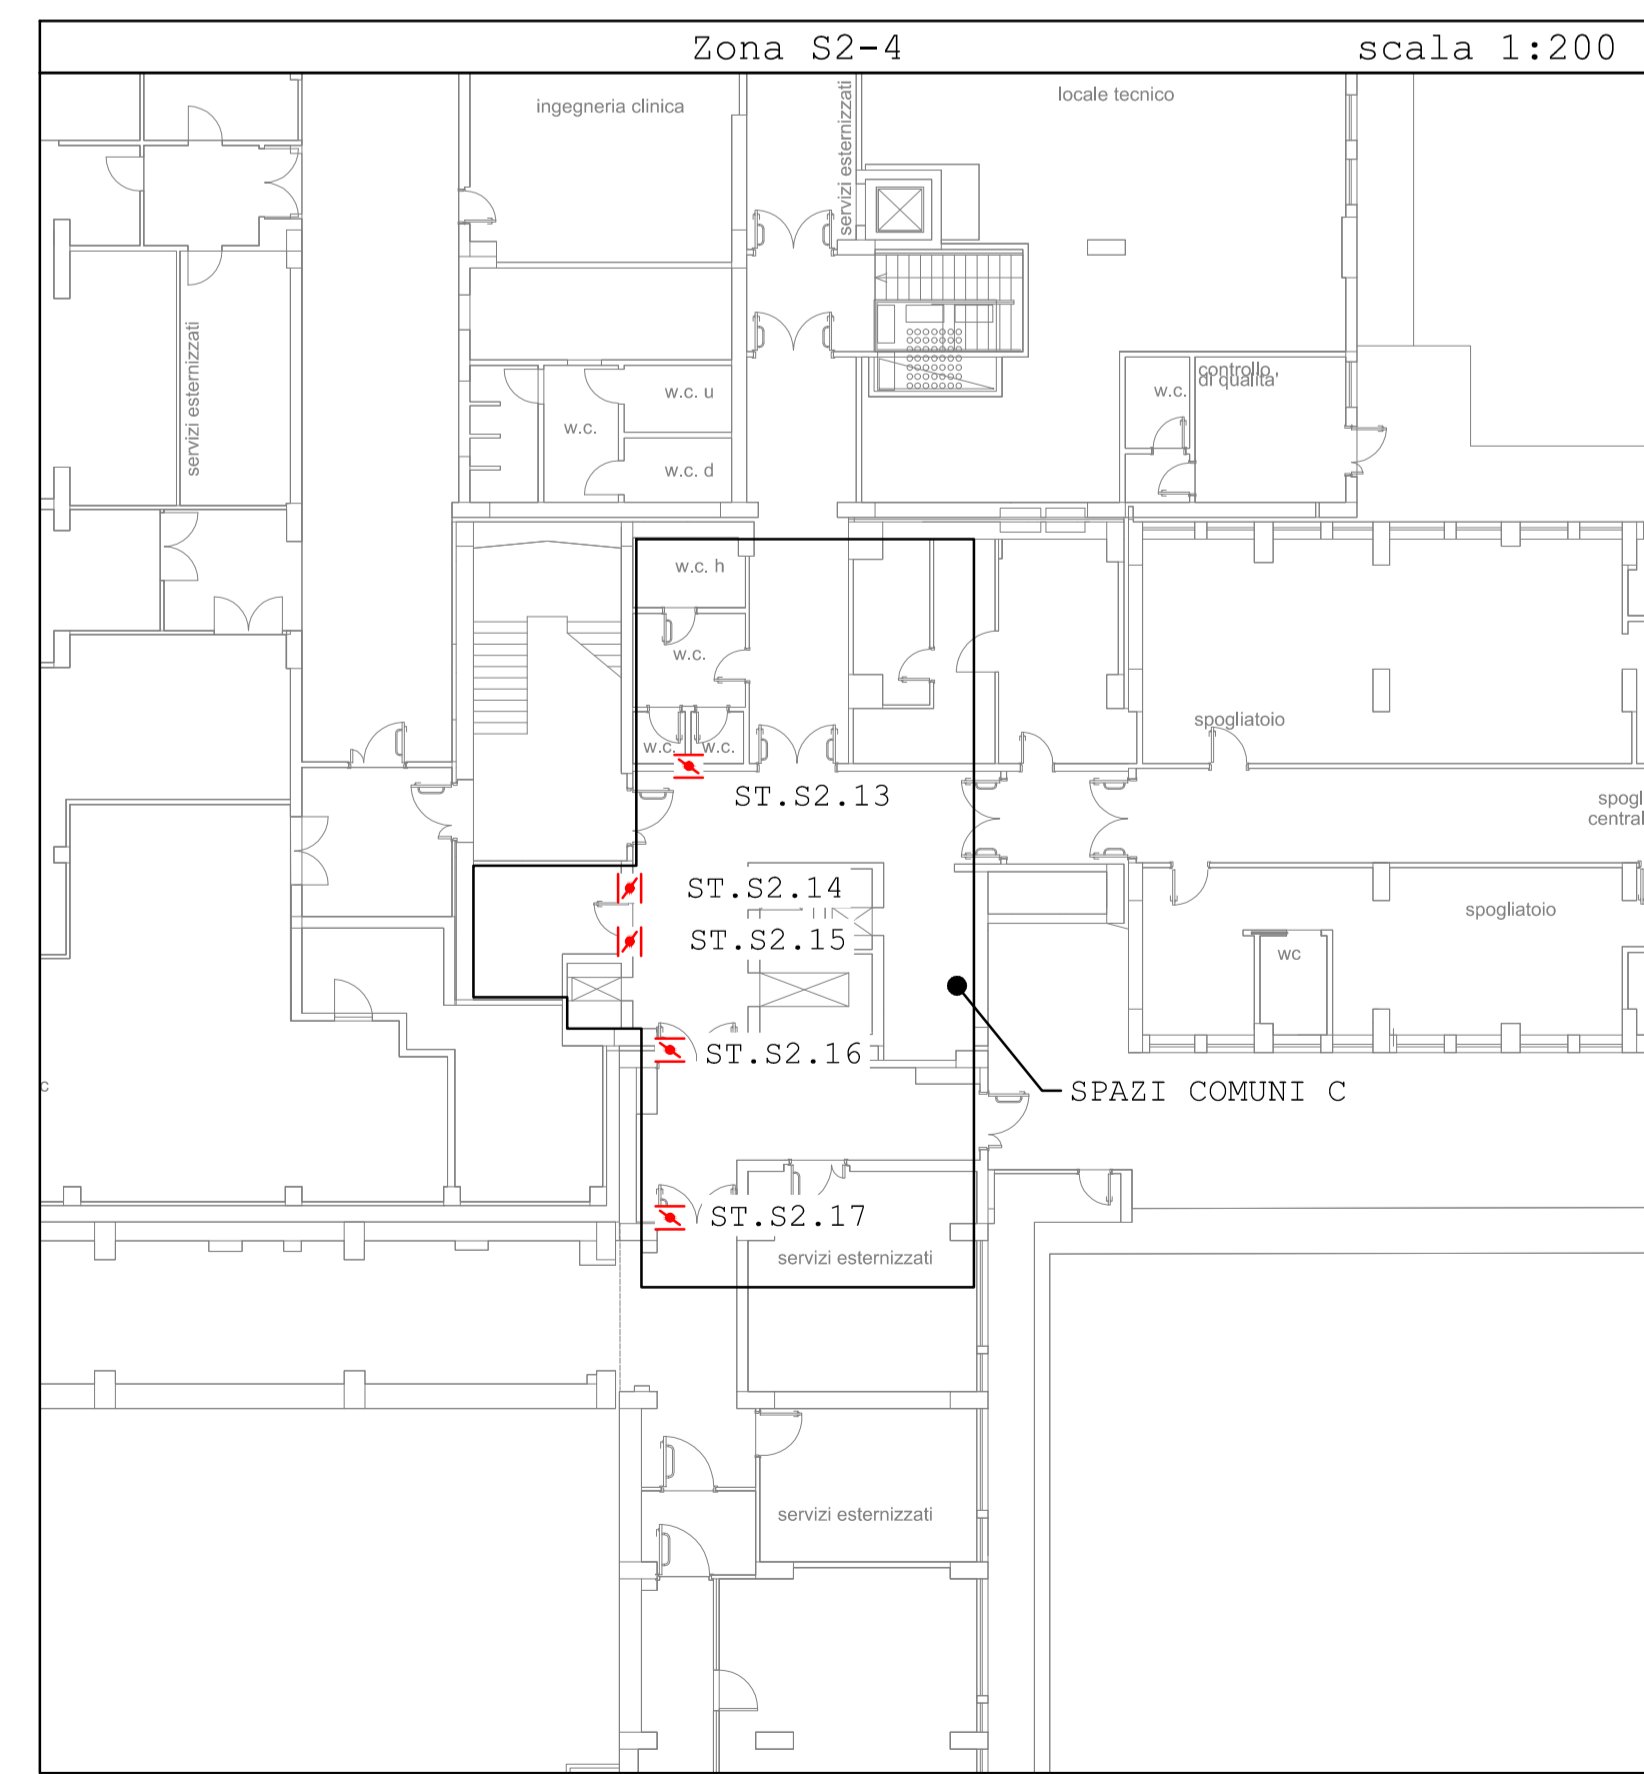 Zona S2-4
scala 1:200
ingegneria clinica
servizi esternizzati
locale tecnico
servizi esternizzati
w.c. u
w.c.
w.c. d
w.c.
controllo
di qualita'
w.c. h
w.c.
w.c.
w.c.
spogliatoio
ST.S2.13
spogl
central
ST.S2.14
ST.S2.15
spogliatoio
wc
ST.S2.16
c
SPAZI COMUNI C
ST.S2.17
servizi esternizzati
servizi esternizzati